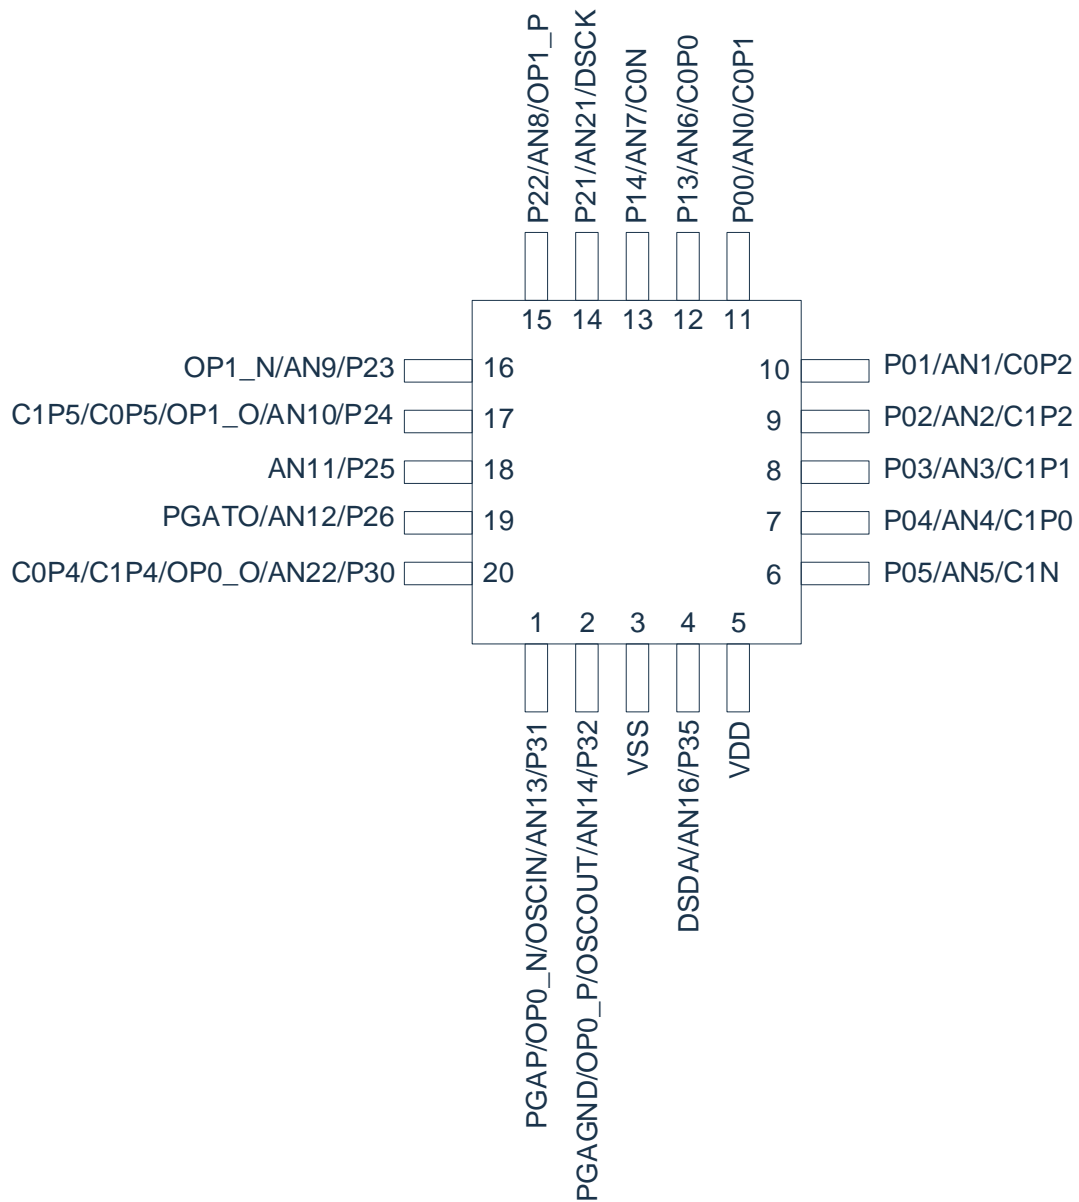 P22/AN8/OP1_P
P21/AN21/DSCK
P14/AN7/C0N
P13/AN6/C0P0
P00/AN0/C0P1
15
14
13
12
11
OP1_N/AN9/P23
16
10
P01/AN1/C0P2
C1P5/C0P5/OP1_O/AN10/P24
17
9
P02/AN2/C1P2
AN11/P25
18
8
P03/AN3/C1P1
PGATO/AN12/P26
19
7
P04/AN4/C1P0
C0P4/C1P4/OP0_O/AN22/P30
20
6
P05/AN5/C1N
1
2
3
4
5
PGAP/OP0_N/OSCIN/AN13/P31
PGAGND/OP0_P/OSCOUT/AN14/P32
VSS
DSDA/AN16/P35
VDD